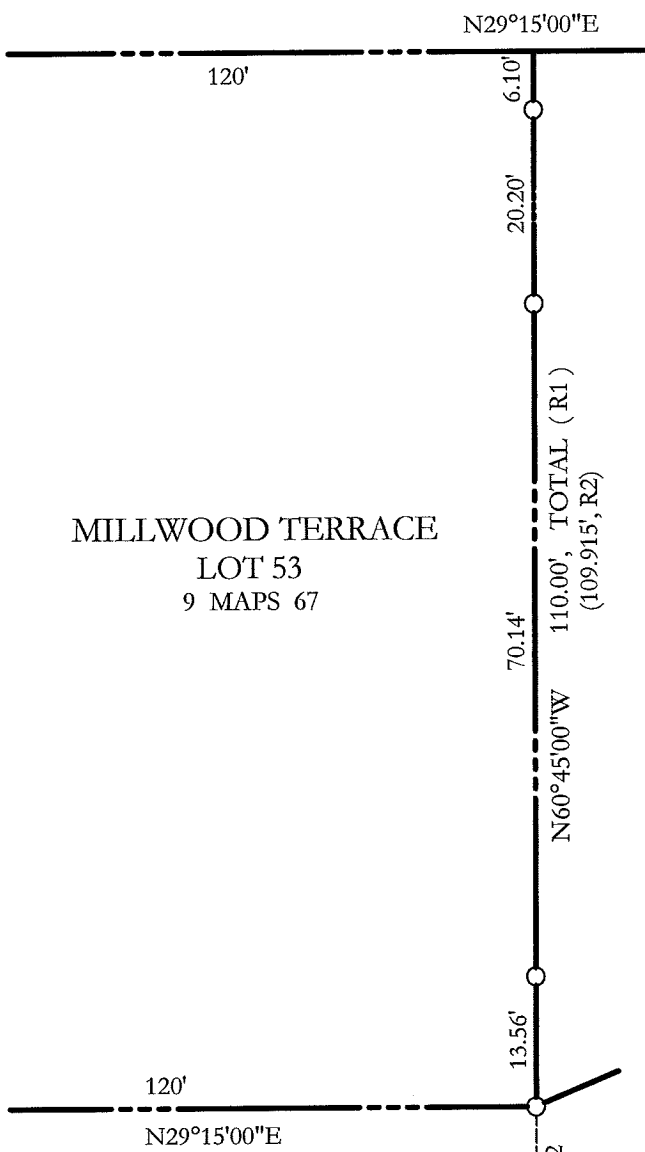 N29°15'00"E
120'
6.10'
20.20'
110.00', TOTAL ( R1 )
(109.915', R2)
MILLWOOD TERRACE
LOT 53
9 MAPS 67
70.14'
N60°45'00"W
13.56'
120'
N29°15'00"E